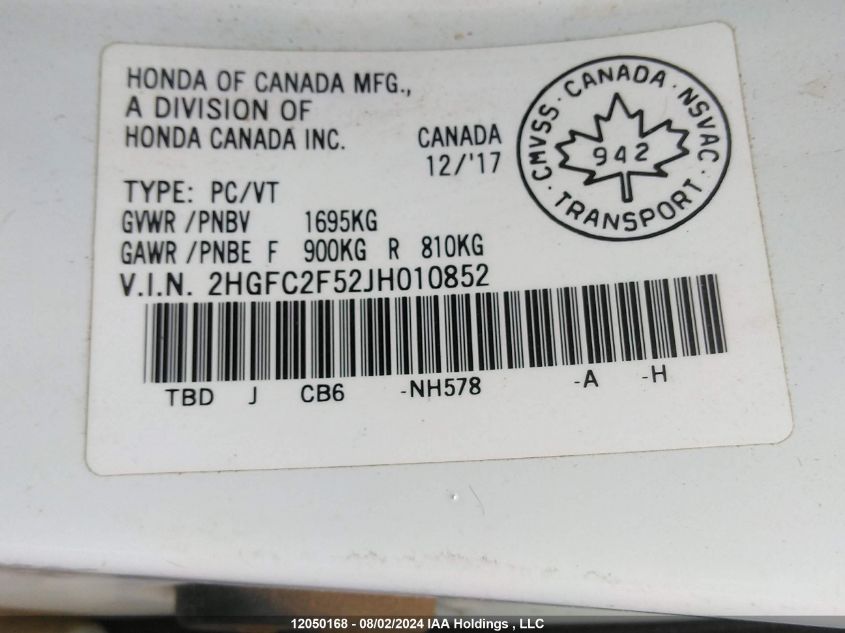 HONDA OF CANADA MFG.,
A DIVISION OF
HONDA CANADA INC.
CANADA
12/'17
CMVSS · CANADA · NSVAC · TRANSPORT ·
942
TYPE: PC/VT
GVWR /PNBV 1695KG
GAWR /PNBE F 900KG R 810KG
V.I.N. 2HGFC2F52JH010852
TBD J CB6 -NH578 -A -H
12050168 - 08/02/2024 IAA Holdings , LLC